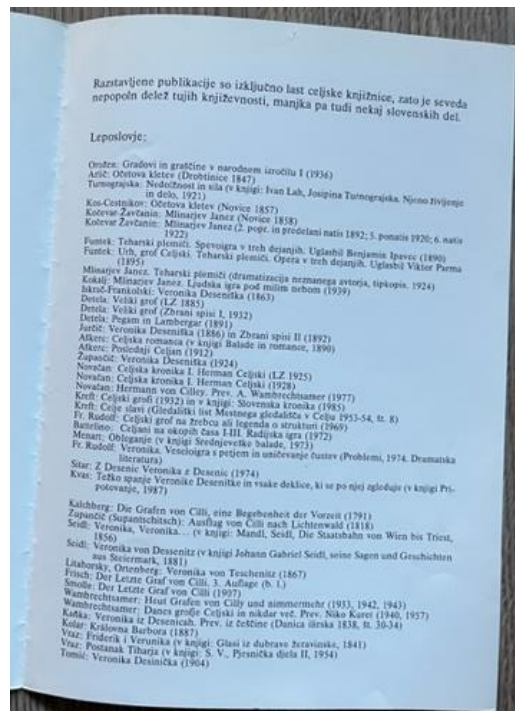 Razstavljene publikacije so izključno last celjske knjižnice, zato je seveda
nepopoln delež tujih književnosti, manjka pa tudi nekaj slovenskih del.
Leposlovje:
Orožen: Gradovi in graščine v narodnem izročilu I (1936)
Aržič: Očetova kletev (Drobtinice 1847)
Turnograjska: Nedolžnost in sila (v knjigi: Ivan Lah, Josipina Turnograjska. Njeno življenje
in delo, 1921)
Kos-Cestnikov: Očetova kletev (Novice 1857)
Kočevar-Žavčanin: Mlinarjev Janez (Novice 1858)
Kočevar-Žavčanin: Mlinarjev Janez (2. popr. in predelani natis 1892; 5. ponatis 1920; 6. natis
1922)
Funtek: Teharski plemiči. Spevoigra v treh dejanjih. Uglasbil Benjamin Ipavec (1890)
Funtek: Urh, grof Celjski. Teharski plemiči. Opera v treh dejanjih. Uglasbil Viktor Parma
(1895)
Mlinarjev Janez. Teharski plemiči (dramatizacija neznanega avtorja, tipkopis, 1924)
Kokalj: Mlinarjev Janez. Ljudska igra pod milim nebom (1939)
Iskrač-Frankolski: Veronika Deseniška (1863)
Detela: Veliki grof (LZ 1885)
Detela: Veliki grof (Zbrani spisi I, 1932)
Detela: Pegam in Lambergar (1891)
Jurčič: Veronika Deseniška (1886) in Zbrani spisi II (1892)
Aškerc: Celjska romanca (v knjigi Balade in romance, 1890)
Aškerc: Poslednji Celjan (1912)
Župančič: Veronika Deseniška (1924)
Novačan: Celjska kronika I. Herman Celjski (LZ 1925)
Novačan: Celjska kronika I. Herman Celjski (1928)
Novačan: Hermann von Cilley. Prev. A. Wambrechtsamer (1977)
Kreft: Celjski grofi (1932) in v knjigi: Slovenska kronika (1985)
Kreft: Celje slavi (Gledališki list Mestnega gledališča v Celju 1953-54, št. 8)
Fr. Rudolf: Celjski grof na žrebcu ali legenda o strukturi (1969)
Battelino: Celjani na okopih časa I-III. Radijska igra (1972)
Menart: Obleganje (v knjigi Srednjeveške balade, 1973)
Fr. Rudolf: Veronika. Veseloigra s petjem in uničevanje čustev (Problemi, 1974. Dramatska
literatura)
Sitar: Z Desenic Veronika z Desenic (1974)
Kvas: Težko spanje Veronike Desenitke in vsake deklice, ki se po njej zgleduje (v knjigi Pri-
potovanje, 1987)
Kalchberg: Die Grafen von Cilli, eine Begebenheit der Vorzeit (1791)
Zupančič (Supantschitsch): Ausflug von Cilli nach Lichtenwald (1818)
Seidl: Veronika, Veronika... (v knjigi: Mandl, Seidl, Die Staatsbahn von Wien bis Triest,
1856)
Seidl: Veronika von Dessenitz (v knjigi Johann Gabriel Seidl, seine Sagen und Geschichten
aus Steiermark, 1881)
Litahorsky, Ortenberg: Veronika von Teschenitz (1867)
Frisch: Der Letzte Graf von Cilli. 3. Auflage (b. l.)
Smolle: Der Letzte Graf von Cilli (1907)
Wambrechtsamer: Heut Grafen von Cilly und nimmermehr (1933, 1942, 1943)
Wambrechtsamer: Danes grofje Celjski in nikdar več. Prev. Niko Kuret (1940, 1957)
Kaňka: Veronika iz Desenicah. Prev. iz češčine (Danica ilirska 1838, št. 30-34)
Kolar: Královna Barbora (1887)
Vraz: Friderik i Verunika (v knjigi: Glasi iz dubrave žeravinske, 1841)
Vraz: Postanak Tiharja (v knjigi: S. V., Pjesnička djela II, 1954)
Tomić: Veronika Desinička (1904)